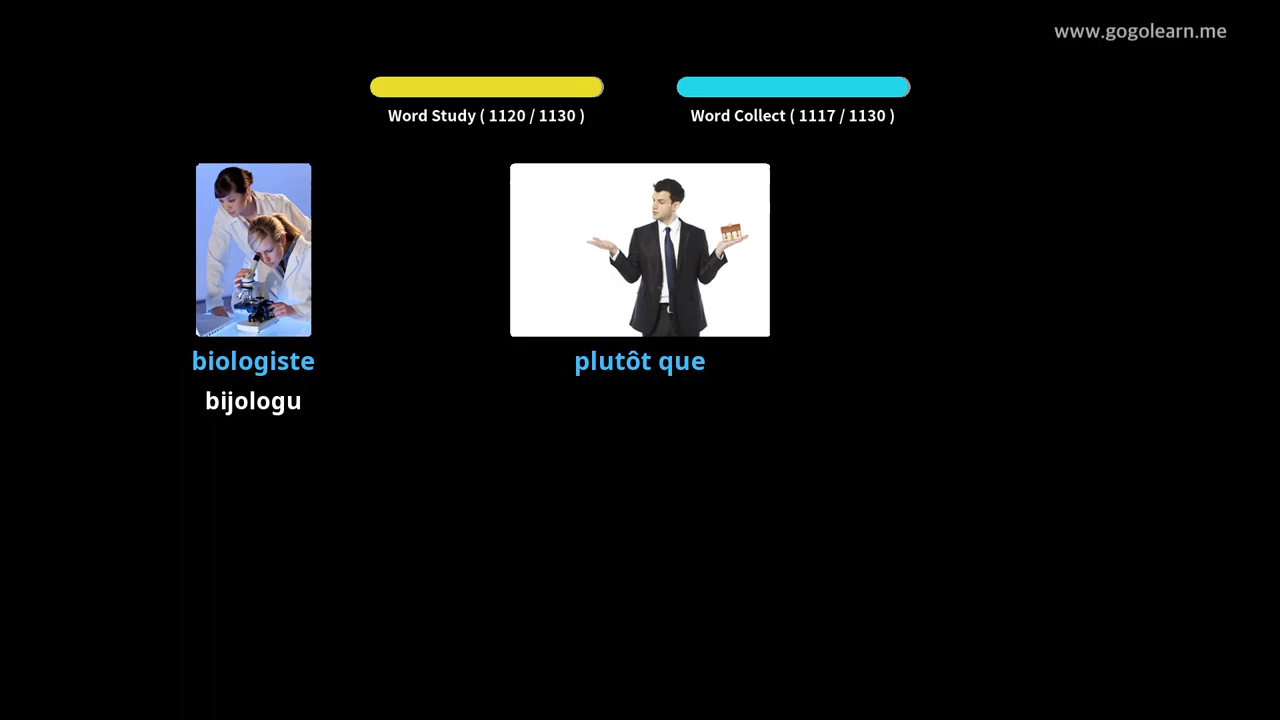 www.gogolearn.me
Word Study ( 1120 / 1130 )
Word Collect ( 1117 / 1130 )
biologiste
plutôt que
bijologu